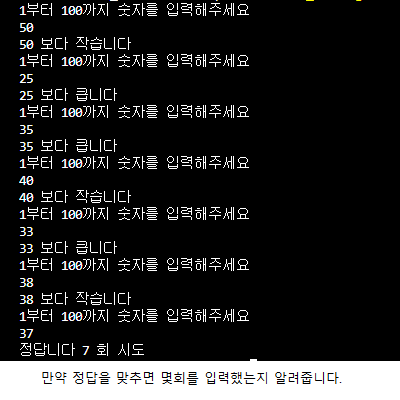 1부터 100까지 숫자를 입력해주세요
50
50 보다 작습니다
1부터 100까지 숫자를 입력해주세요
25
25 보다 큽니다
1부터 100까지 숫자를 입력해주세요
35
35 보다 큽니다
1부터 100까지 숫자를 입력해주세요
40
40 보다 작습니다
1부터 100까지 숫자를 입력해주세요
33
33 보다 큽니다
1부터 100까지 숫자를 입력해주세요
38
38 보다 작습니다
1부터 100까지 숫자를 입력해주세요
37
정답니다 7 회 시도
만약 정답을 맞추면 몇회를 입력했는지 알려줍니다.